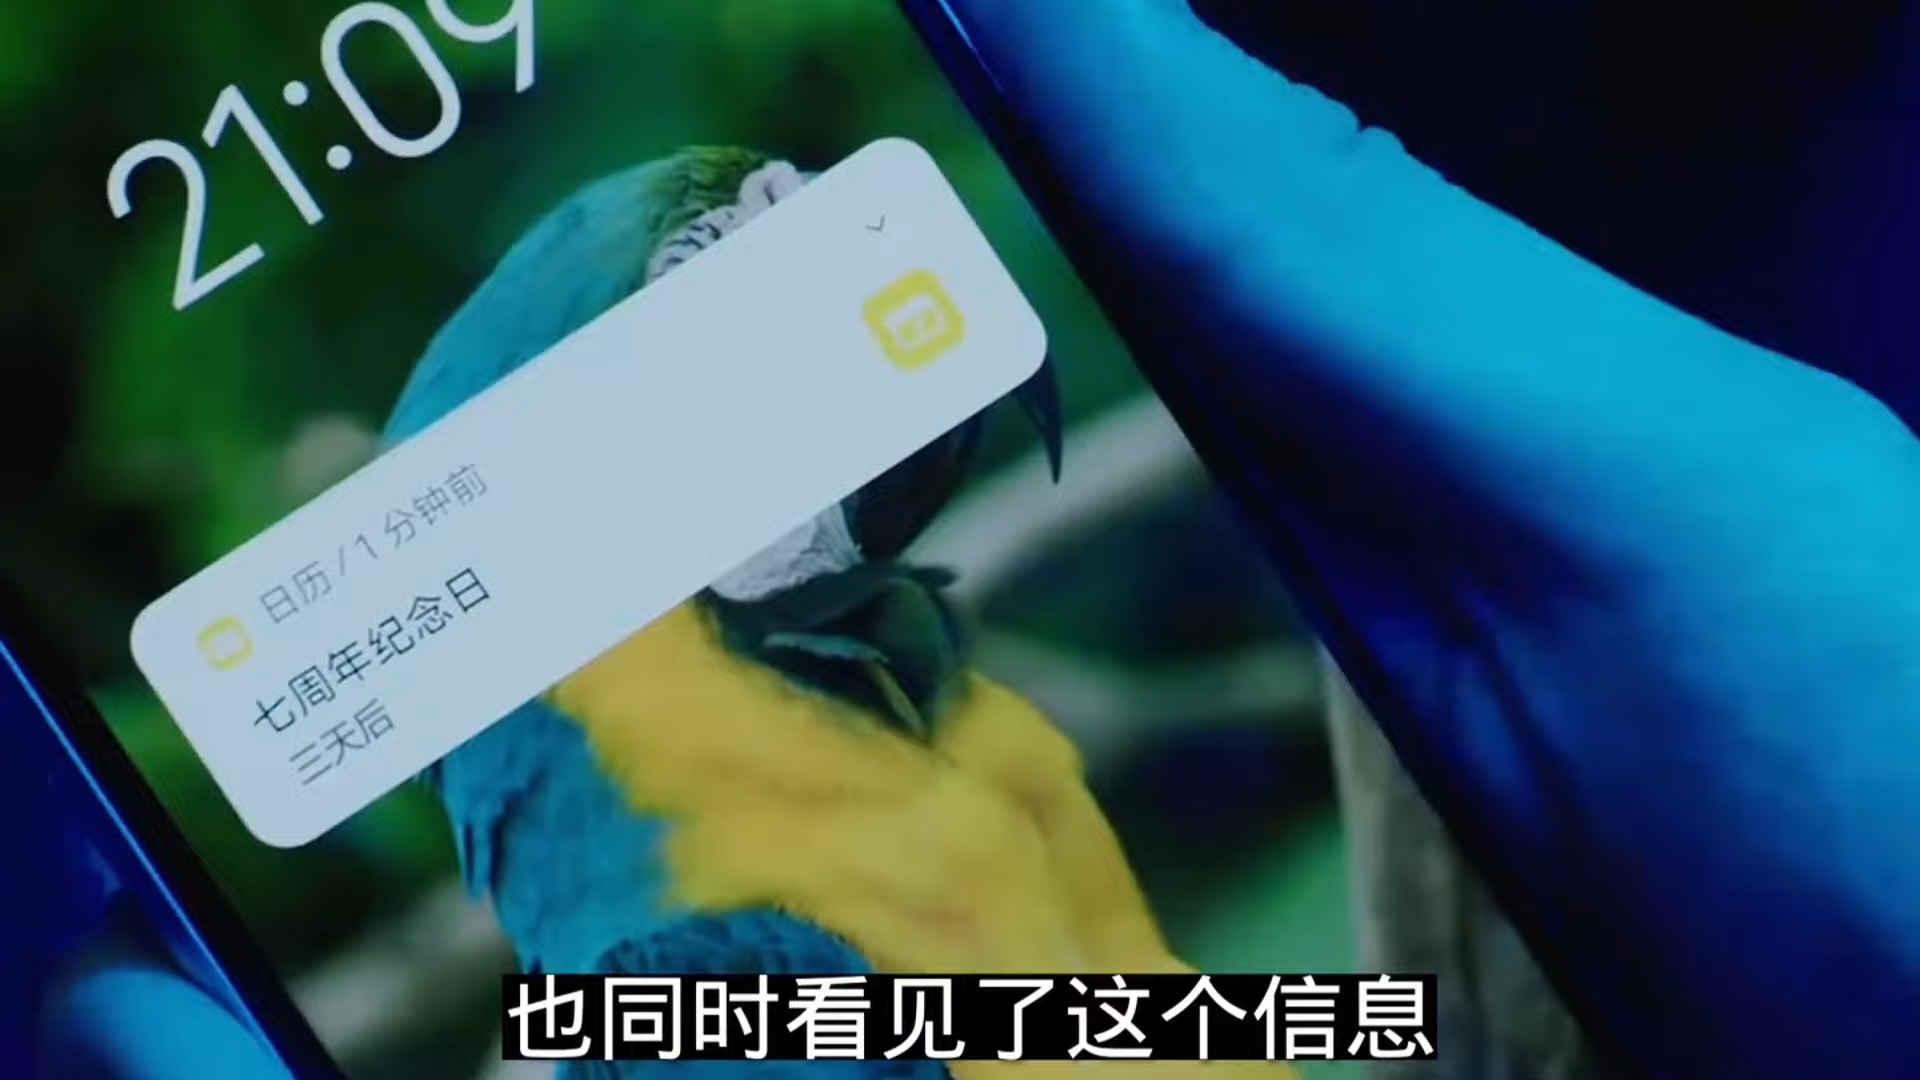 21:09
日历 / 1 分钟前
七周年纪念日
三天后
也同时看见了这个信息